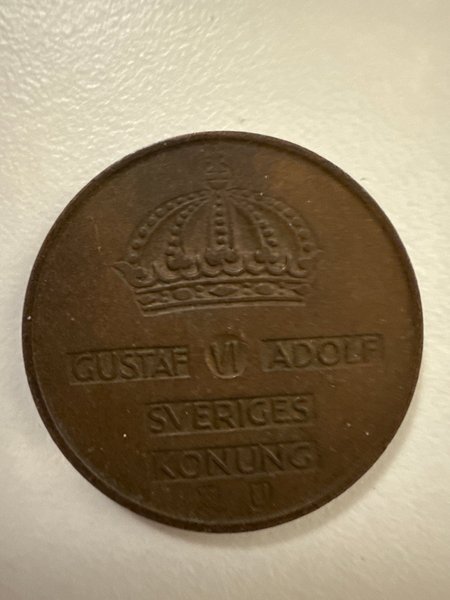 GUSTAF VI ADOLF
SVERIGES
KONUNG
U